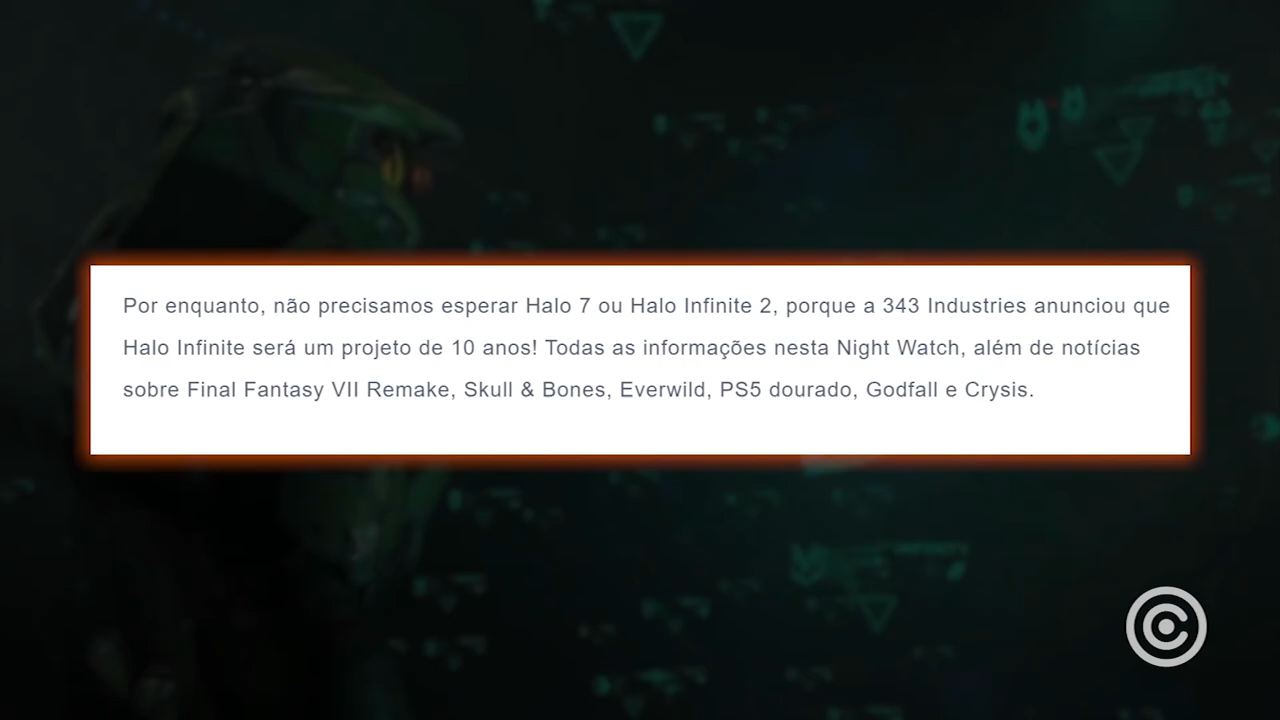 Por enquanto, não precisamos esperar Halo 7 ou Halo Infinite 2, porque a 343 Industries anunciou que
Halo Infinite será um projeto de 10 anos! Todas as informações nesta Night Watch, além de notícias
sobre Final Fantasy VII Remake, Skull & Bones, Everwild, PS5 dourado, Godfall e Crysis.